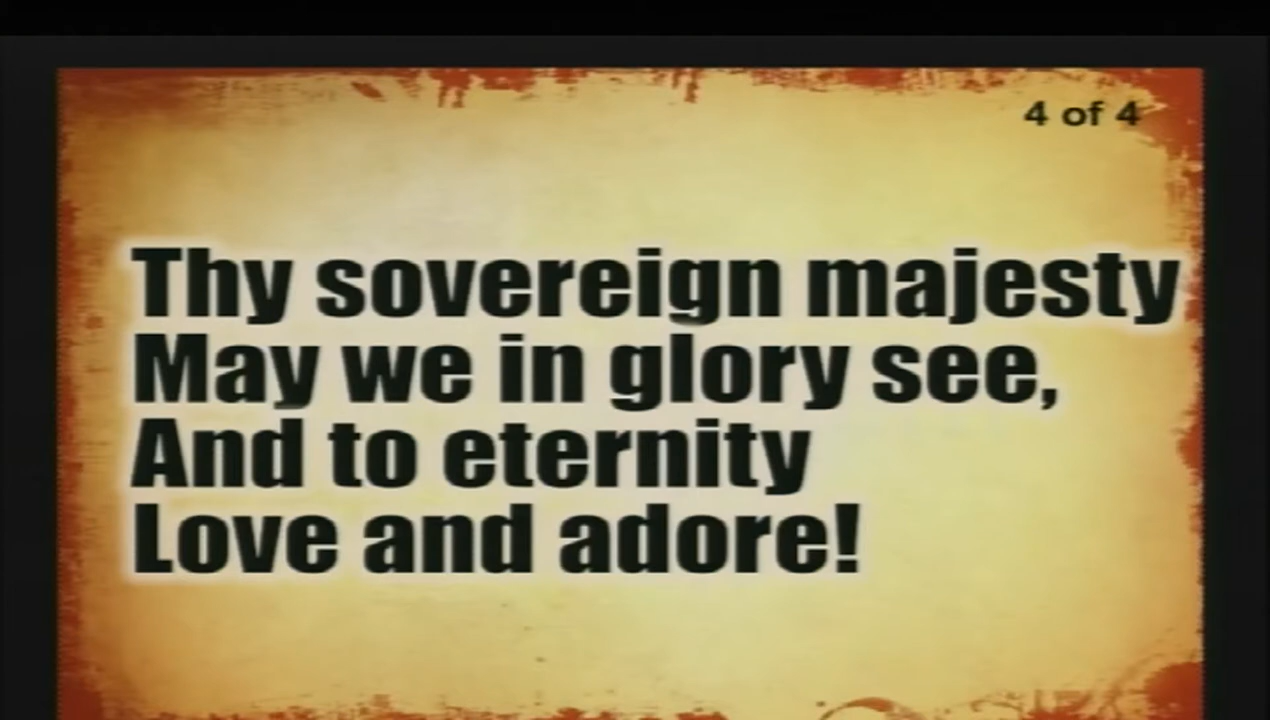 4 of 4
Thy sovereign majesty
May we in glory see,
And to eternity
Love and adore!